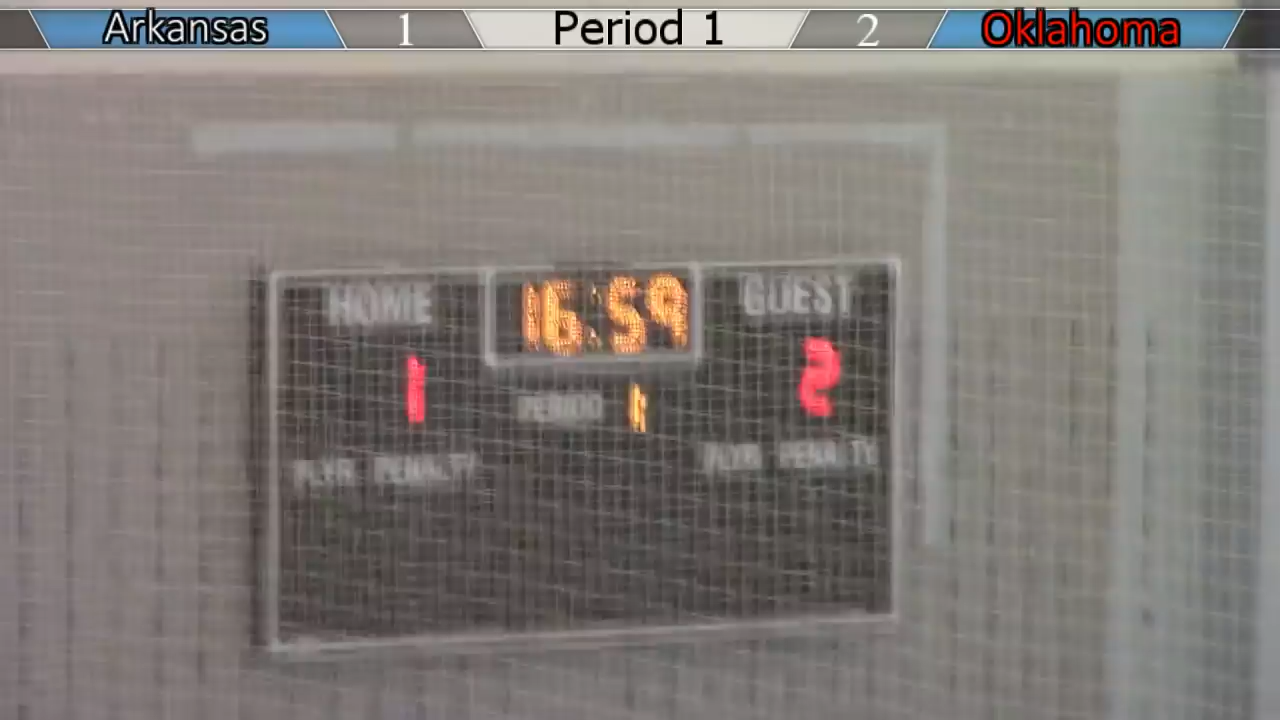 Arkansas 1 Period 1 2 Oklahoma
HOME 16:59 GUEST
1 PERIOD 1 2
PLYR PENALTY PLYR PENALTY